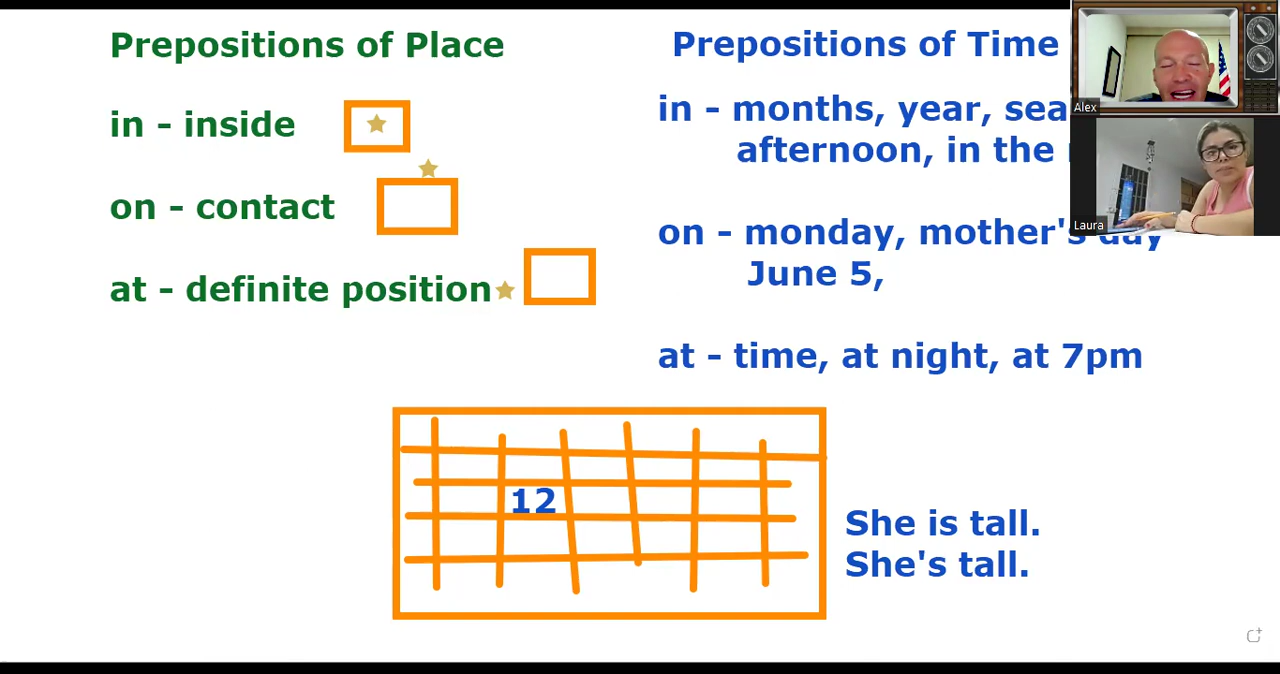 Prepositions of Place
in - inside
on - contact
at - definite position
Prepositions of Time
in - months, year, sea
afternoon, in the
on - monday, mother's day
June 5,
at - time, at night, at 7pm
12
She is tall.
She's tall.
Alex
Laura